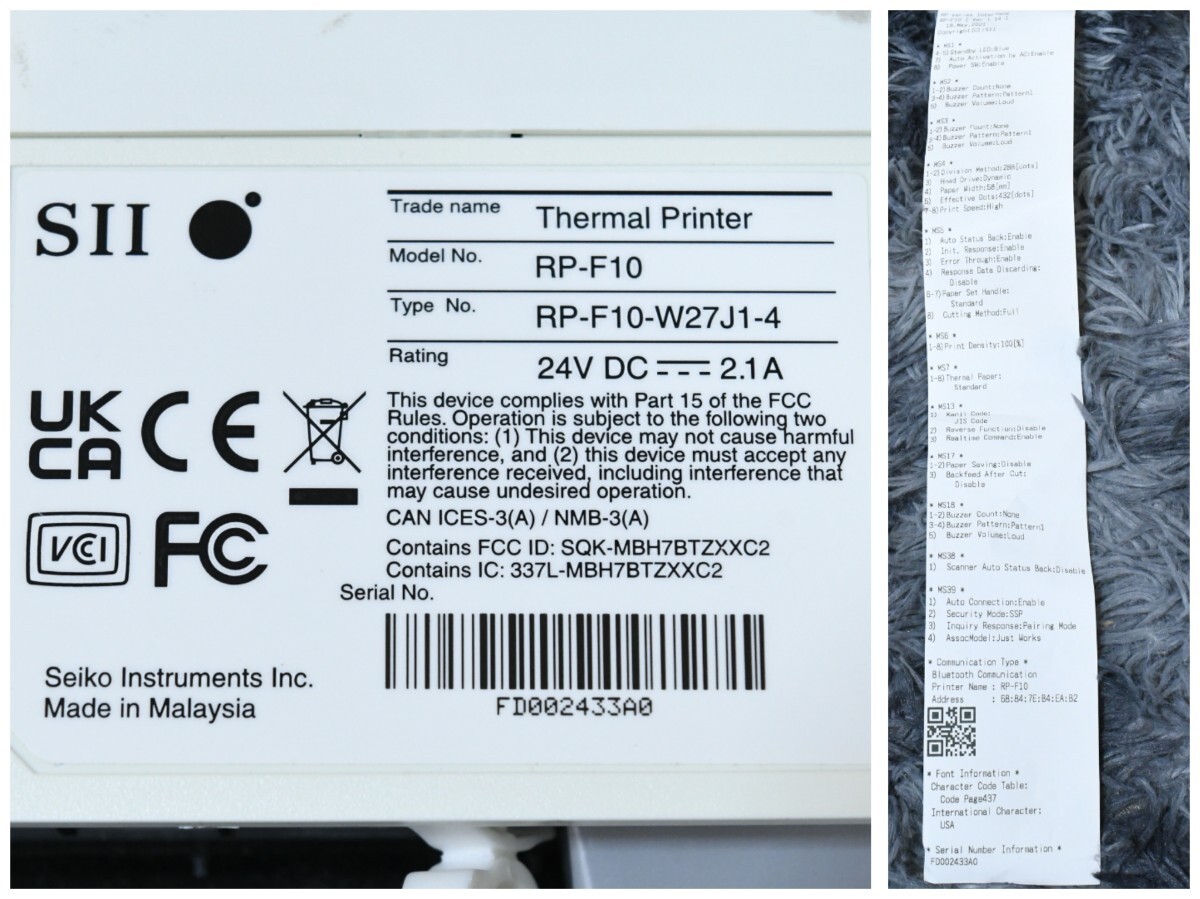 SII
Trade name Thermal Printer
Model No. RP-F10
Type No. RP-F10-W27J1-4
Rating 24V DC 2.1A
UK
CA
CE
VCI
FC
This device complies with Part 15 of the FCC
Rules. Operation is subject to the following two
conditions: (1) This device may not cause harmful
interference, and (2) this device must accept any
interference received, including interference that
may cause undesired operation.
CAN ICES-3(A) / NMB-3(A)
Contains FCC ID: SQK-MBH7BTZXXC2
Contains IC: 337L-MBH7BTZXXC2
Serial No.
FD002433A0
Seiko Instruments Inc.
Made in Malaysia
* MS1 *
Standby LED:Blue
Auto Activation by AC:Enable
Power SW:Enable
* MS2 *
1-2)Buzzer Count:None
3-4)Buzzer Pattern:Pattern1
5) Buzzer Volume:Loud
* MS3 *
1-2)Buzzer Count:None
3-4)Buzzer Pattern:Pattern1
5) Buzzer Volume:Loud
* MS4 *
1-2)Division Method:288[dots]
3) Head Drive:Dynamic
4) Paper Width:58[mm]
5) Effective Dots:432[dots]
7-8)Print Speed:High
* MS5 *
1) Auto Status Back:Enable
2) Init. Response:Enable
3) Error Through:Enable
4) Response Data Discarding:
Disable
6-7)Paper Set Handle:
Standard
8) Cutting Method:Full
* MS6 *
1-8)Print Density:100[%]
* MS7 *
1-8)Thermal Paper:
Standard
* MS13 *
1) Kanji Code:
JIS Code
2) Reverse Function:Disable
3) Realtime Command:Enable
* MS17 *
1-2)Paper Saving:Disable
3) Backfeed After Cut:
Disable
* MS18 *
1-2)Buzzer Count:None
3-4)Buzzer Pattern:Pattern1
5) Buzzer Volume:Loud
* MS38 *
1) Scanner Auto Status Back:Disable
* MS39 *
1) Auto Connection:Enable
2) Security Mode:SSP
3) Inquiry Response:Pairing Mode
4) AssocModel:Just Works
* Communication Type *
Bluetooth Communication
Printer Name : RP-F10
Address : 68:84:7E:84:EA:B2
* Font Information *
Character Code Table:
Code Page437
International Character:
USA
* Serial Number Information *
FD002433A0